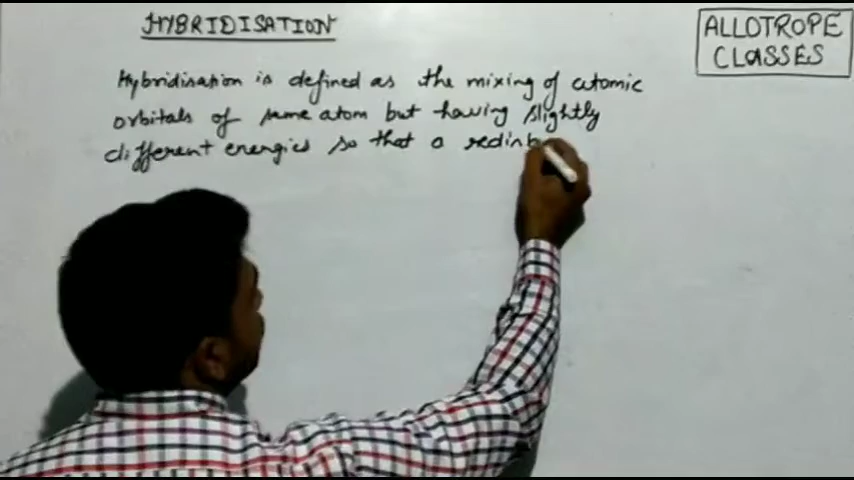 HYBRIDISATION
ALLOTROPE
CLASSES
Hybridisation is defined as the mixing of atomic
orbitals of same atom but having slightly
different energies so that a